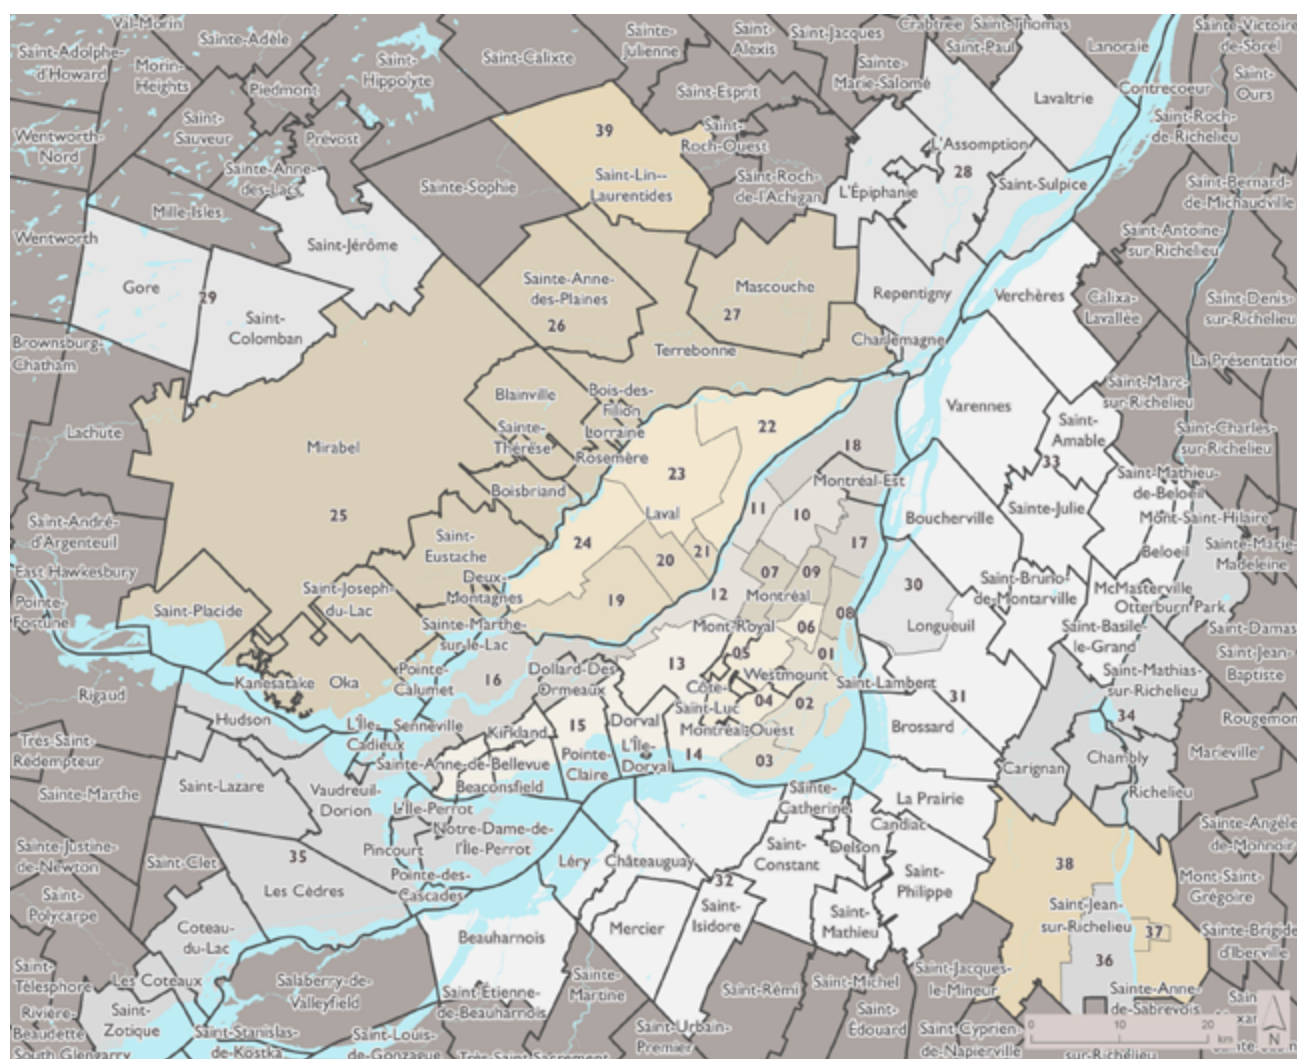 Val-Morin
Sainte-Adèle
Saint-Adolphe-
d'Howard
Morin-
Heights
Piedmont
Saint-
Hippolyte
Saint-Calixte
Sainte-
Julienne
Saint-
Alexis
Saint-Jacques
Crabtree
Saint-Thomas
Saint-Paul
Lanoraie
Sainte-Victoire
de-Sorel
Sainte-
Marie-Salomé
Saint-Esprit
Lavaltrie
Contrecoeur
Saint-
Ours
Saint-Roch-
de-Richelieu
Wentworth-
Nord
Saint-
Sauveur
Prévost
Sainte-Anne-
des-Lacs
39
Saint-Lin--
Laurentides
Saint-
Roch-Ouest
Saint-Roch-
de-l'Achigan
L'Assomption
28
L'Épiphanie
Saint-Sulpice
Saint-Bernard-
de-Michaudville
Sainte-Sophie
Mille-Isles
Wentworth
Saint-Jérôme
Saint-Antoine-
sur-Richelieu
Gore
29
Saint-
Colomban
Sainte-Anne-
des-Plaines
26
Mascouche
27
Repentigny
Verchères
Calixa-
Lavallée
Saint-Denis-
sur-Richelieu
Brownsburg-
Chatham
Terrebonne
Charlemagne
La Présentation
Blainville
Bois-des-
Filion
Lorraine
Rosemère
Sainte-
Thérèse
Boisbriand
Varennes
Saint-Marc-
sur-Richelieu
Saint-
Amable
33
Saint-Charles-
sur-Richelieu
Lachute
Mirabel
25
22
23
18
Laval
24
Montréal-Est
11
10
17
20
21
19
Boucherville
Sainte-Julie
Saint-Mathieu-
de-Beloeil
Mont-Saint-Hilaire
Beloeil
Sainte-Marie-
Madeleine
Saint-André-
d'Argenteuil
East Hawkesbury
Pointe-
Fortune
Saint-
Eustache
Deux-
Montagnes
Saint-Joseph-
du-Lac
Saint-Placide
Sainte-Marthe-
sur-le-Lac
07
09
12
Montréal
08
06
01
Mont-Royal
05
30
Longueuil
Saint-Bruno-
de-Montarville
McMasterville
Otterburn Park
Saint-Basile-
le-Grand
Saint-Damas
Saint-Jean-
Baptiste
Saint-Mathias-
sur-Richelieu
Rigaud
Kanesatake
Oka
Pointe-
Calumet
16
Dollard-Des
Ormeaux
13
Westmount
Côte-
Saint-Luc
04
02
Montréal-Ouest
03
14
Saint-Lambert
31
Brossard
34
Rougemon
Hudson
L'Île-
Cadieux
Senneville
Kirkland
15
Dorval
L'Île-
Dorval
Pointe-
Claire
Sainte-Anne-de-Bellevue
Beaconsfield
Très-Saint-
Rédempteur
Sainte-Marthe
Saint-Lazare
Vaudreuil-
Dorion
L'Île-Perrot
Notre-Dame-de-
l'Île-Perrot
Pincourt
Sainte-
Catherine
La Prairie
Candiac
Carignan
Chambly
Richelieu
Marieville
Sainte-Justine-
de-Newton
Saint-Clet
35
Les Cèdres
Pointe-des-
Cascades
Léry
Châteauguay
32
Saint-
Constant
Delson
Saint-
Philippe
38
Sainte-Angèle
de-Monnoir
Mont-Saint-
Grégoire
Saint-
Polycarpe
Coteau-
du-Lac
Beauharnois
Mercier
Saint-
Isidore
Saint-
Mathieu
Saint-Jean-
sur-Richelieu
37
36
Sainte-Brigide
d'Iberville
Saint-
Télesphore
Les Coteaux
Salaberry-de-
Valleyfield
Saint-Étienne-
de-Beauharnois
Sainte-
Martine
Saint-Rémi
Saint-Michel
Saint-Jacques-
le-Mineur
Sainte-Anne-
de-Sabrevois
Rivière-
Beaudette
Saint-
Zotique
Saint-Stanislas-
de-Kostka
Saint-Louis-
de-Gonzague
Saint-Urbain-
Premier
Saint-
Édouard
Saint-Cyprien-
de-Napierville
sur-Richelieu
South Glengarry
Très-Saint-Sacrement
0 10 20
km
N